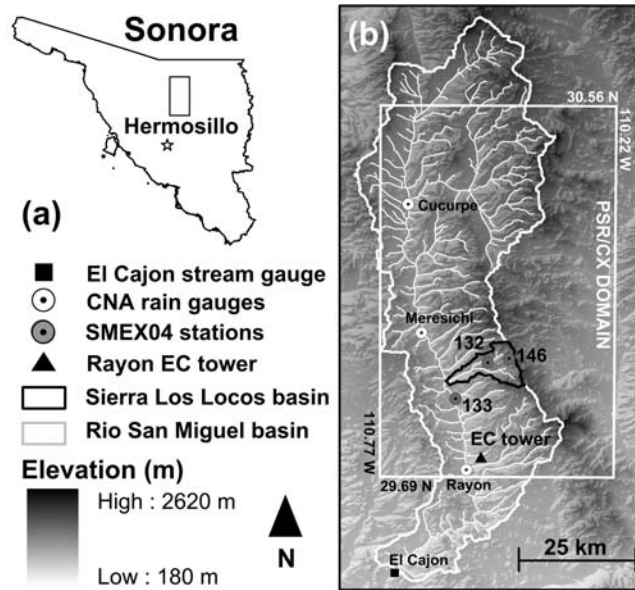 Sonora
Hermosillo
(a)
El Cajon stream gauge
CNA rain gauges
SMEX04 stations
Rayon EC tower
Sierra Los Locos basin
Rio San Miguel basin
Elevation (m)
High : 2620 m
Low : 180 m
N
(b)
30.56 N
110.22 W
PSR/CX DOMAIN
Cucurpe
Meresichi
132
146
133
EC tower
110.77 W
29.69 N
Rayon
El Cajon
25 km